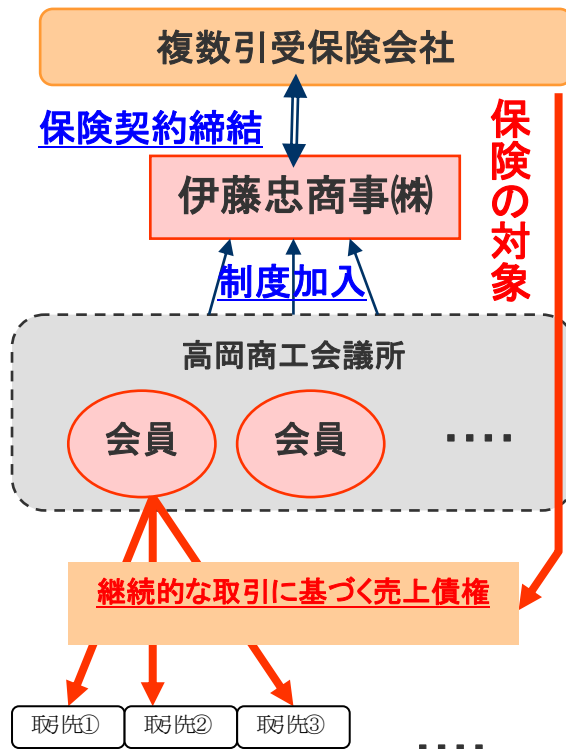 複数引受保険会社
保険契約締結
保険の対象
伊藤忠商事㈱
制度加入
高岡商工会議所
会員
会員
‥‥
継続的な取引に基づく売上債権
取引先①
取引先②
取引先③
‥‥